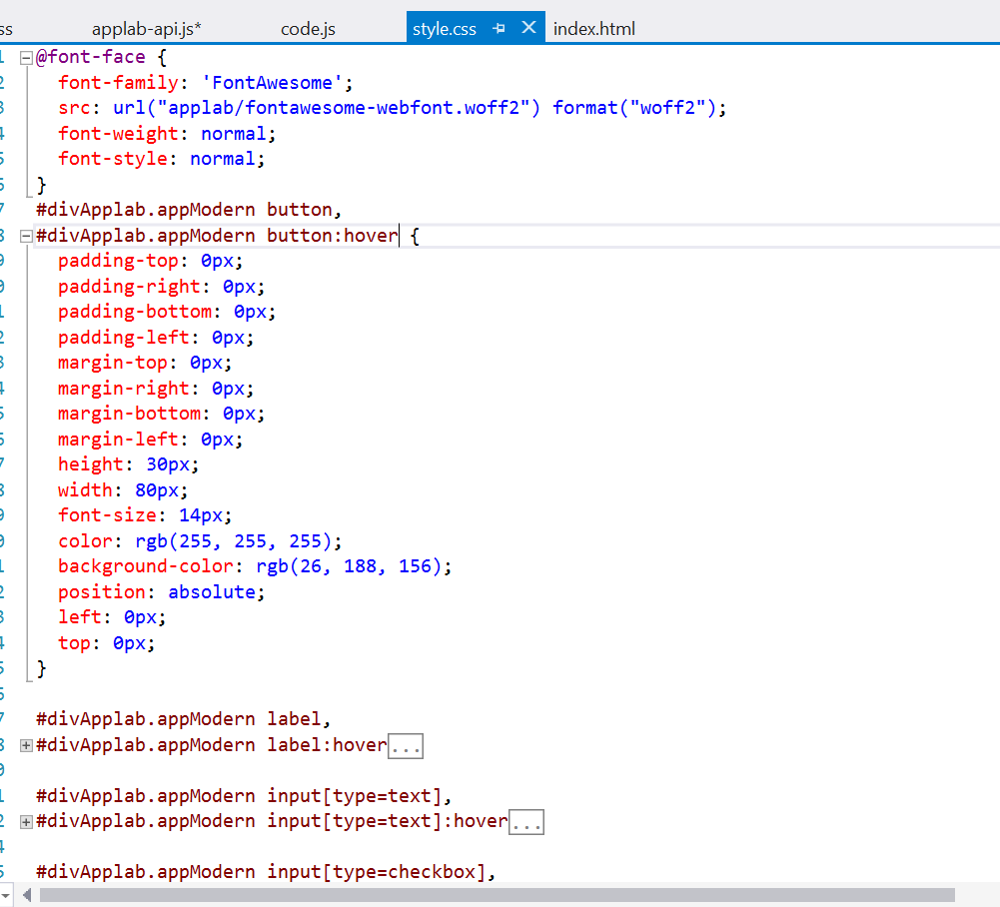 ss applab-api.js* code.js style.css index.html
@font-face {
font-family: 'FontAwesome';
src: url("applab/fontawesome-webfont.woff2") format("woff2");
font-weight: normal;
font-style: normal;
}
#divApplab.appModern button,
#divApplab.appModern button:hover {
padding-top: 0px;
padding-right: 0px;
padding-bottom: 0px;
padding-left: 0px;
margin-top: 0px;
margin-right: 0px;
margin-bottom: 0px;
margin-left: 0px;
height: 30px;
width: 80px;
font-size: 14px;
color: rgb(255, 255, 255);
background-color: rgb(26, 188, 156);
position: absolute;
left: 0px;
top: 0px;
}
#divApplab.appModern label,
#divApplab.appModern label:hover...
#divApplab.appModern input[type=text],
#divApplab.appModern input[type=text]:hover...
#divApplab.appModern input[type=checkbox],